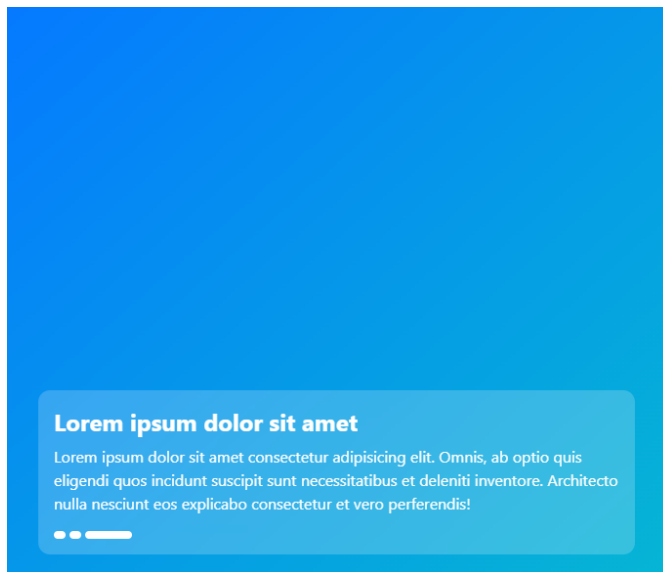 Lorem ipsum dolor sit amet
Lorem ipsum dolor sit amet consectetur adipisicing elit. Omnis, ab optio quis
eligendi quos incidunt suscipit sunt necessitatibus et deleniti inventore. Architecto
nulla nesciunt eos explicabo consectetur et vero perferendis!